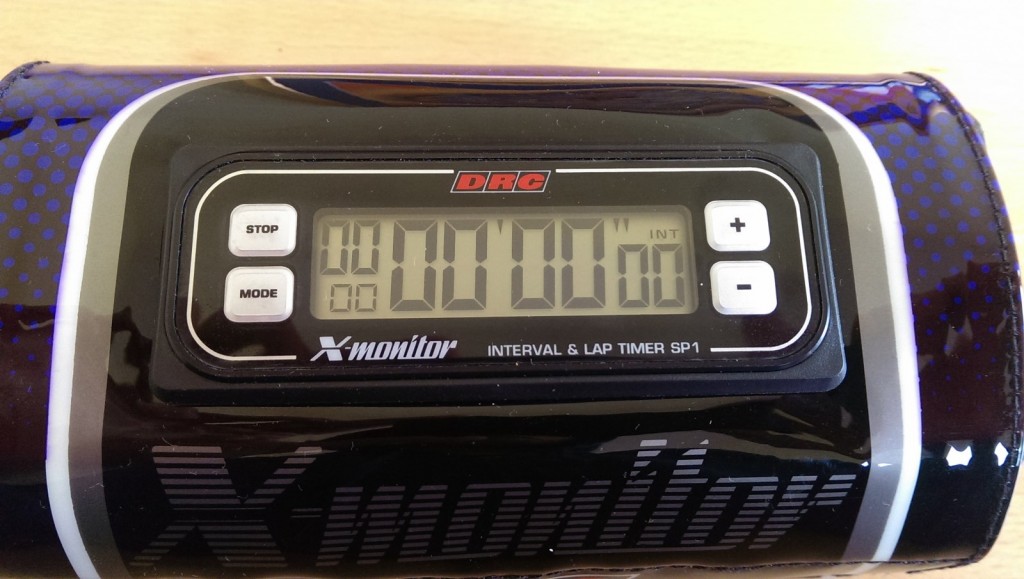 DRC
STOP
MODE
00 00'00" 00 INT
00
+
-
X-monitor INTERVAL & LAP TIMER SP1
X-monitor